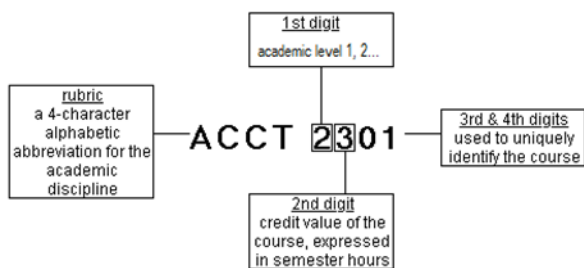 1st digit
academic level 1, 2...
rubric
a 4-character
alphabetic
abbreviation for the
academic
discipline
ACCT 2301
3rd & 4th digits
used to uniquely
identify the course
2nd digit
credit value of the
course, expressed
in semester hours